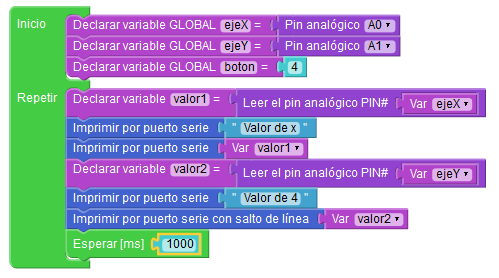 Inicio Declarar variable GLOBAL ejeX = Pin analógico A0
Declarar variable GLOBAL ejeY = Pin analógico A1
Declarar variable GLOBAL boton = 4
Repetir Declarar variable valor1 = Leer el pin analógico PIN# Var ejeX
Imprimir por puerto serie " Valor de x "
Imprimir por puerto serie Var valor1
Declarar variable valor2 = Leer el pin analógico PIN# Var ejeY
Imprimir por puerto serie " Valor de 4 "
Imprimir por puerto serie con salto de línea Var valor2
Esperar [ms] 1000